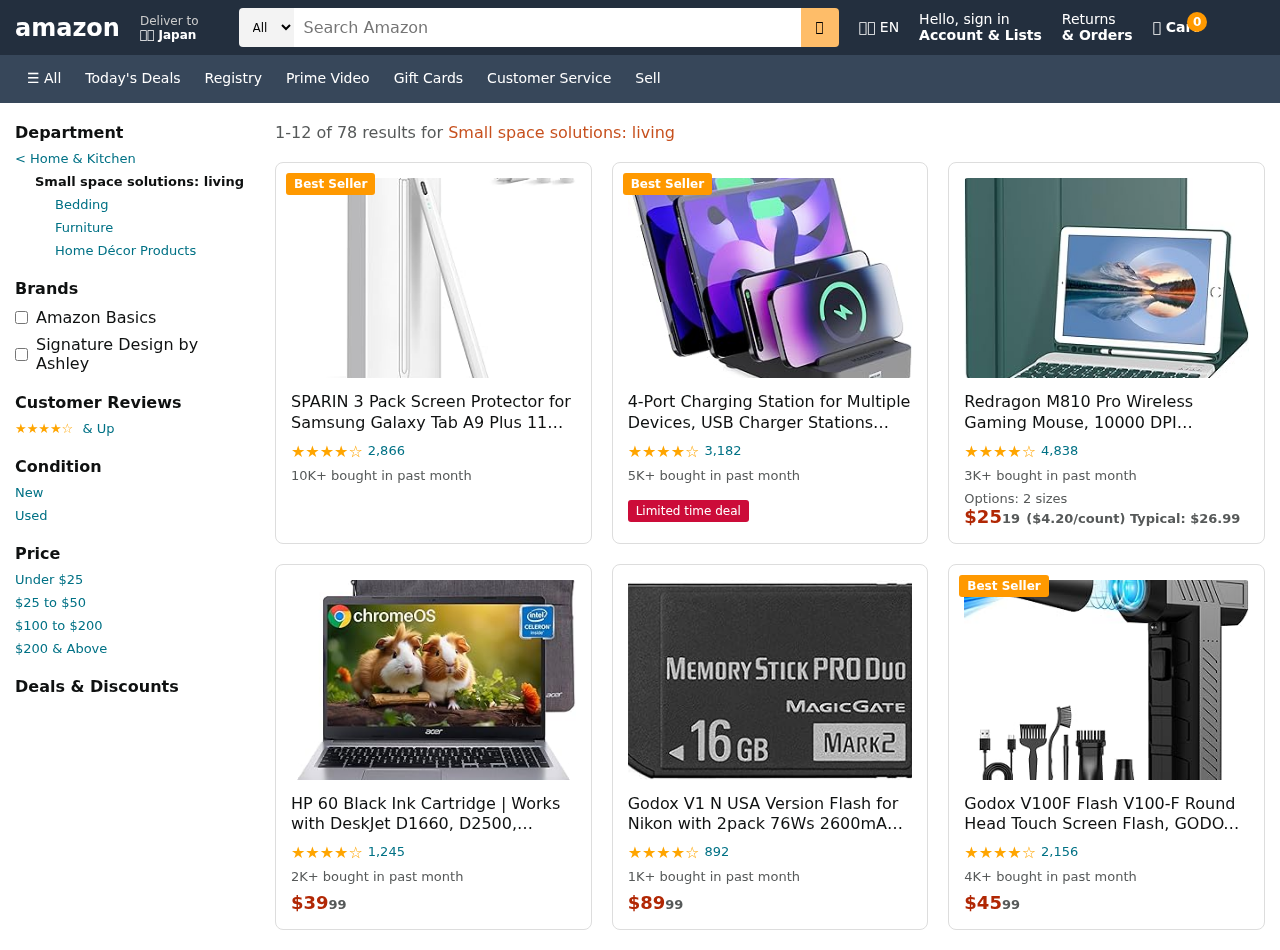 amazon
Deliver to
Japan
All
Search Amazon
EN
Hello, sign in
Account & Lists
Returns
& Orders
0
☰ All
Today's Deals
Registry
Prime Video
Gift Cards
Customer Service
Sell
Department
< Home & Kitchen
Small space solutions: living
Bedding
Furniture
Home Décor Products
Brands
Amazon Basics
Signature Design by
Ashley
Customer Reviews
★★★★☆ & Up
Condition
New
Used
Price
Under $25
$25 to $50
$100 to $200
$200 & Above
Deals & Discounts
1-12 of 78 results for Small space solutions: living
Best Seller
SPARIN 3 Pack Screen Protector for
Samsung Galaxy Tab A9 Plus 11…
★★★★☆ 2,866
10K+ bought in past month
Best Seller
4-Port Charging Station for Multiple
Devices, USB Charger Stations…
★★★★☆ 3,182
5K+ bought in past month
Limited time deal
Redragon M810 Pro Wireless
Gaming Mouse, 10000 DPI…
★★★★☆ 4,838
3K+ bought in past month
Options: 2 sizes
$2519 ($4.20/count) Typical: $26.99
chromeOS
intel
CELERON
inside
acer
acer
HP 60 Black Ink Cartridge | Works
with DeskJet D1660, D2500,…
★★★★☆ 1,245
2K+ bought in past month
$3999
MEMORY STICK PRO DUO
MAGICGATE
16 GB
MARK2
Godox V1 N USA Version Flash for
Nikon with 2pack 76Ws 2600mA…
★★★★☆ 892
1K+ bought in past month
$8999
Best Seller
Godox V100F Flash V100-F Round
Head Touch Screen Flash, GODO…
★★★★☆ 2,156
4K+ bought in past month
$4599